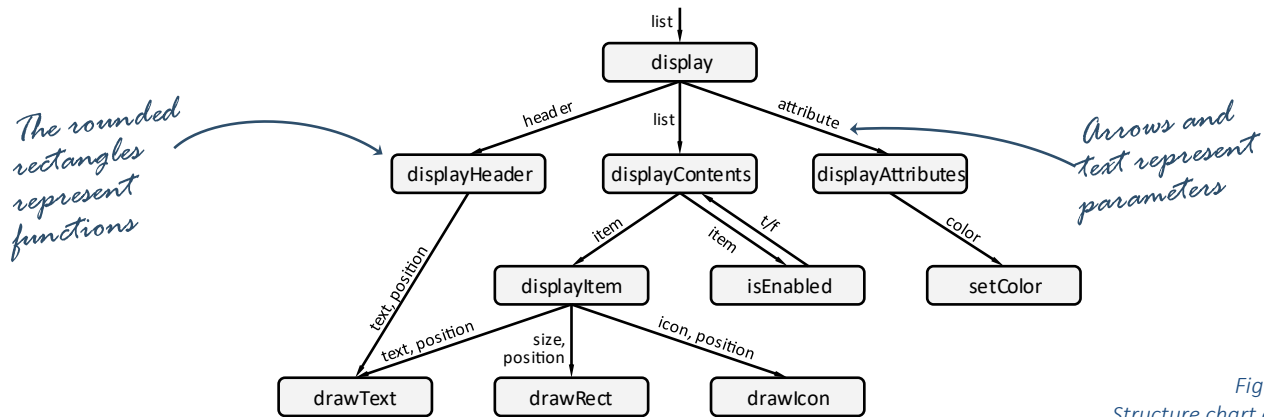 list
display
header
list
attribute
The rounded
rectangles
represent
functions
Arrows and
text represent
parameters
displayHeader
displayContents
displayAttributes
text, position
item
item
t/f
color
displayItem
isEnabled
setColor
text, position
size,
position
icon, position
drawText
drawRect
drawIcon
Fig
Structure chart